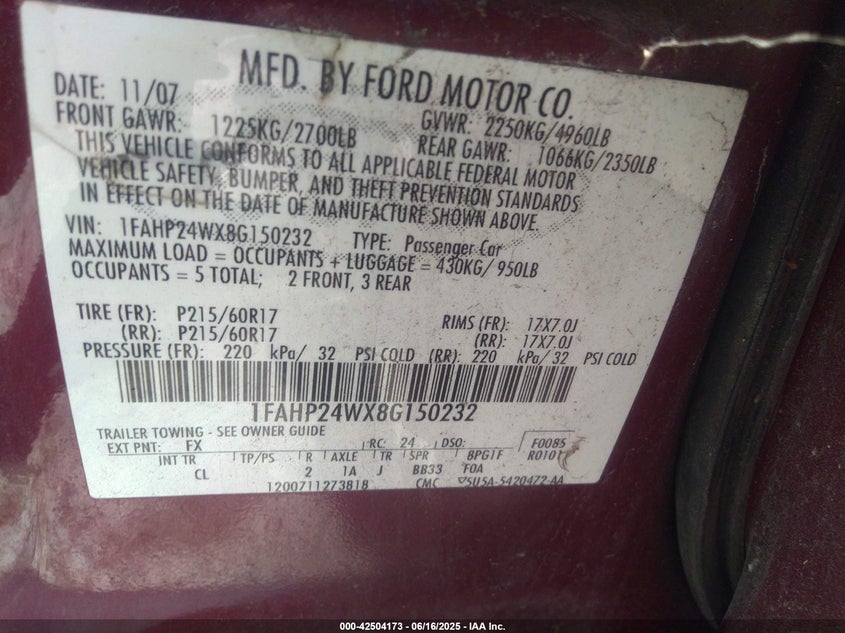 MFD. BY FORD MOTOR CO.
DATE: 11/07 GVWR: 2250KG/4960LB
FRONT GAWR: 1225KG/2700LB REAR GAWR: 1066KG/2350LB
THIS VEHICLE CONFORMS TO ALL APPLICABLE FEDERAL MOTOR
VEHICLE SAFETY, BUMPER, AND THEFT PREVENTION STANDARDS
IN EFFECT ON THE DATE OF MANUFACTURE SHOWN ABOVE.
VIN: 1FAHP24WX8G150232 TYPE: Passenger Car
MAXIMUM LOAD = OCCUPANTS + LUGGAGE = 430KG/ 950LB
OCCUPANTS = 5 TOTAL; 2 FRONT, 3 REAR
TIRE (FR): P215/60R17 RIMS (FR): 17X7.0J
(RR): P215/60R17 (RR): 17X7.0J
PRESSURE (FR): 220 kPa/ 32 PSI COLD (RR): 220 kPa/ 32 PSI COLD
1FAHP24WX8G150232
TRAILER TOWING - SEE OWNER GUIDE
EXT PNT: FX RC: 24 DSO: F0085
INT TR TP/PS R AXLE TR SPR BPG1F R0101
CL 2 1A J BB33 FOA
1200711273818 CMC 5U5A-5420472-AA
000-42504173 - 06/16/2025 - IAA Inc.